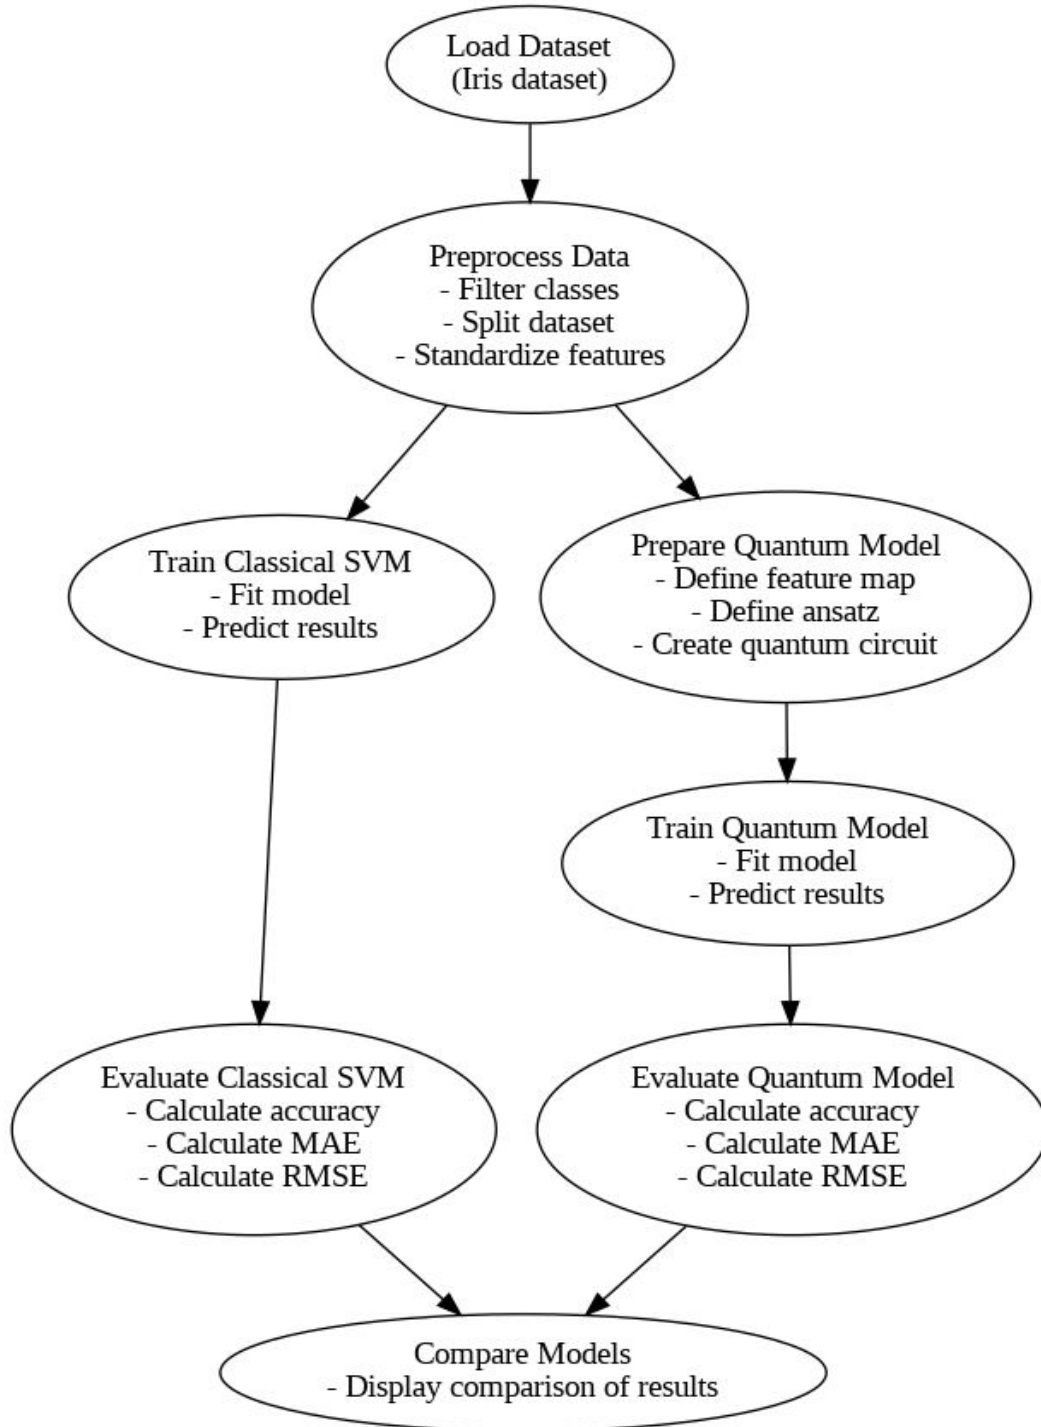 Load Dataset
(Iris dataset)
Preprocess Data
- Filter classes
- Split dataset
- Standardize features
Train Classical SVM
- Fit model
- Predict results
Prepare Quantum Model
- Define feature map
- Define ansatz
- Create quantum circuit
Train Quantum Model
- Fit model
- Predict results
Evaluate Classical SVM
- Calculate accuracy
- Calculate MAE
- Calculate RMSE
Evaluate Quantum Model
- Calculate accuracy
- Calculate MAE
- Calculate RMSE
Compare Models
- Display comparison of results